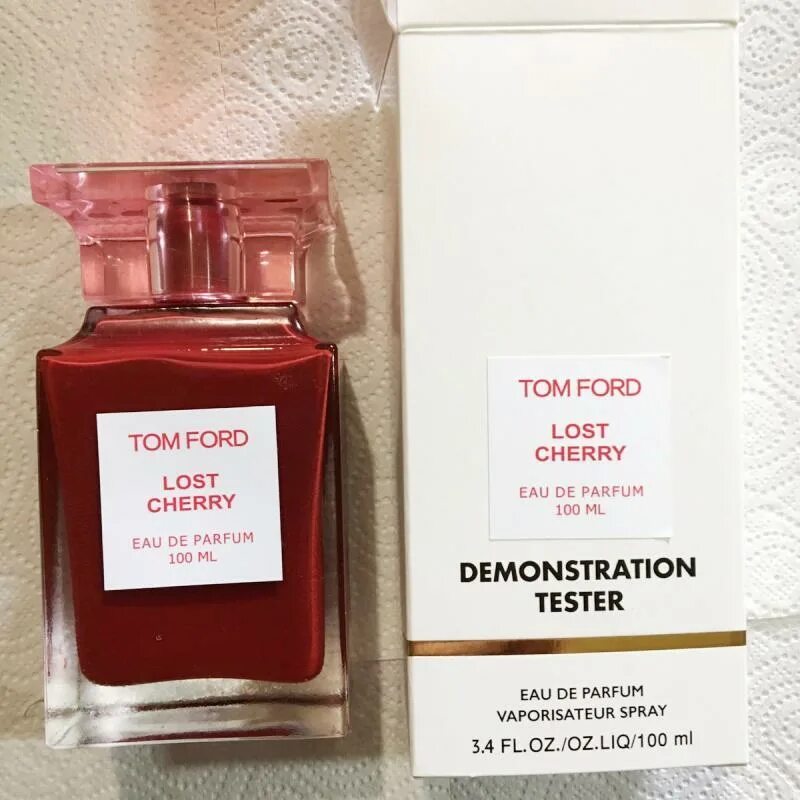 TOM FORD
LOST
CHERRY
EAU DE PARFUM
100 ML
TOM FORD
LOST
CHERRY
EAU DE PARFUM
100 ML
DEMONSTRATION
TESTER
EAU DE PARFUM
VAPORISATEUR SPRAY
3.4 FL.OZ./OZ.LIQ/100 ml